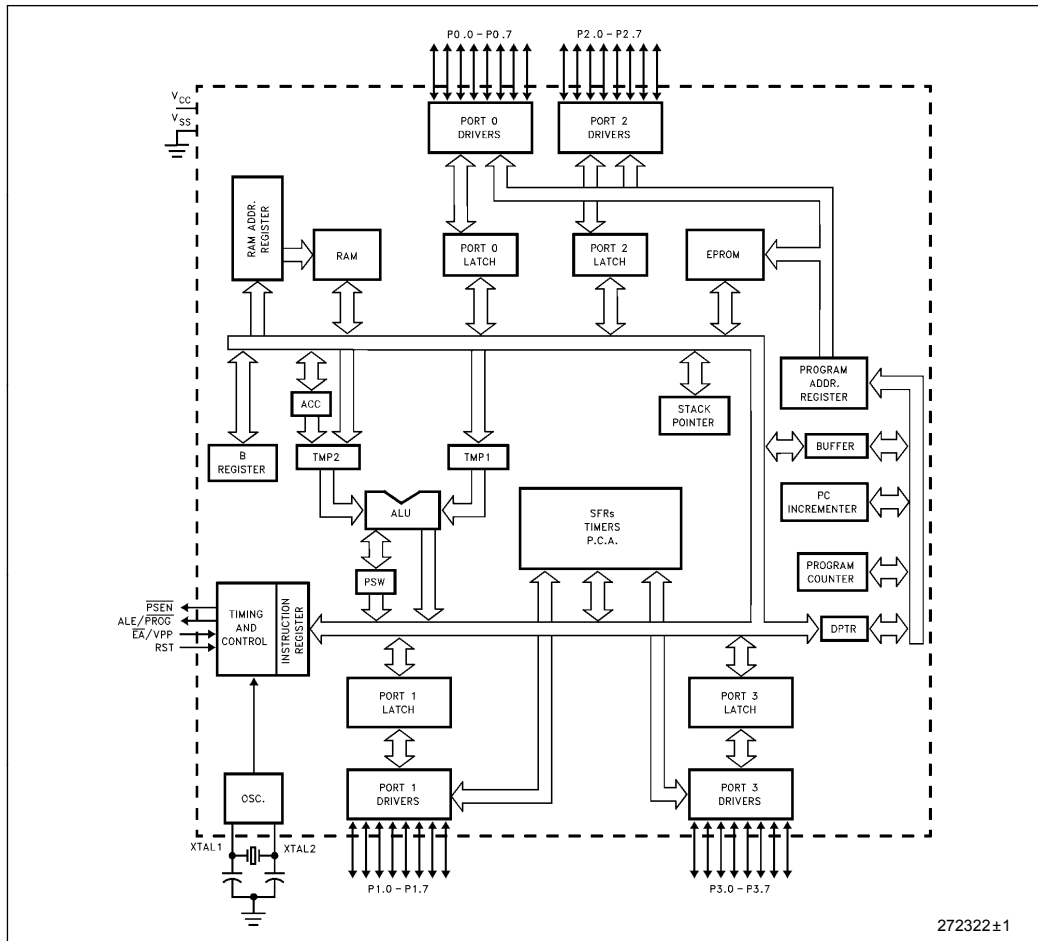 P0.0 – P0.7
P2.0 – P2.7
VCC
VSS
PORT 0
DRIVERS
PORT 2
DRIVERS
RAM ADDR.
REGISTER
RAM
PORT 0
LATCH
PORT 2
LATCH
EPROM
PROGRAM
ADDR.
REGISTER
ACC
STACK
POINTER
B
REGISTER
TMP2
TMP1
BUFFER
ALU
SFRs
TIMERS
P.C.A.
PC
INCREMENTER
PSW
PROGRAM
COUNTER
PSEN
ALE/PROG
EA/VPP
RST
TIMING
AND
CONTROL
INSTRUCTION
REGISTER
DPTR
PORT 1
LATCH
PORT 3
LATCH
OSC.
PORT 1
DRIVERS
PORT 3
DRIVERS
XTAL1
XTAL2
P1.0 – P1.7
P3.0 – P3.7
272322±1